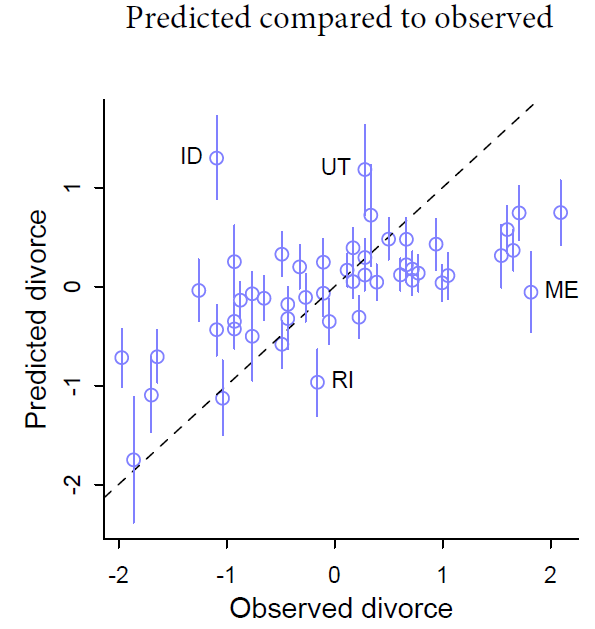 Predicted compared to observed
ID
UT
ME
RI
Predicted divorce
1
0
-1
-2
-2 -1 0 1 2
Observed divorce